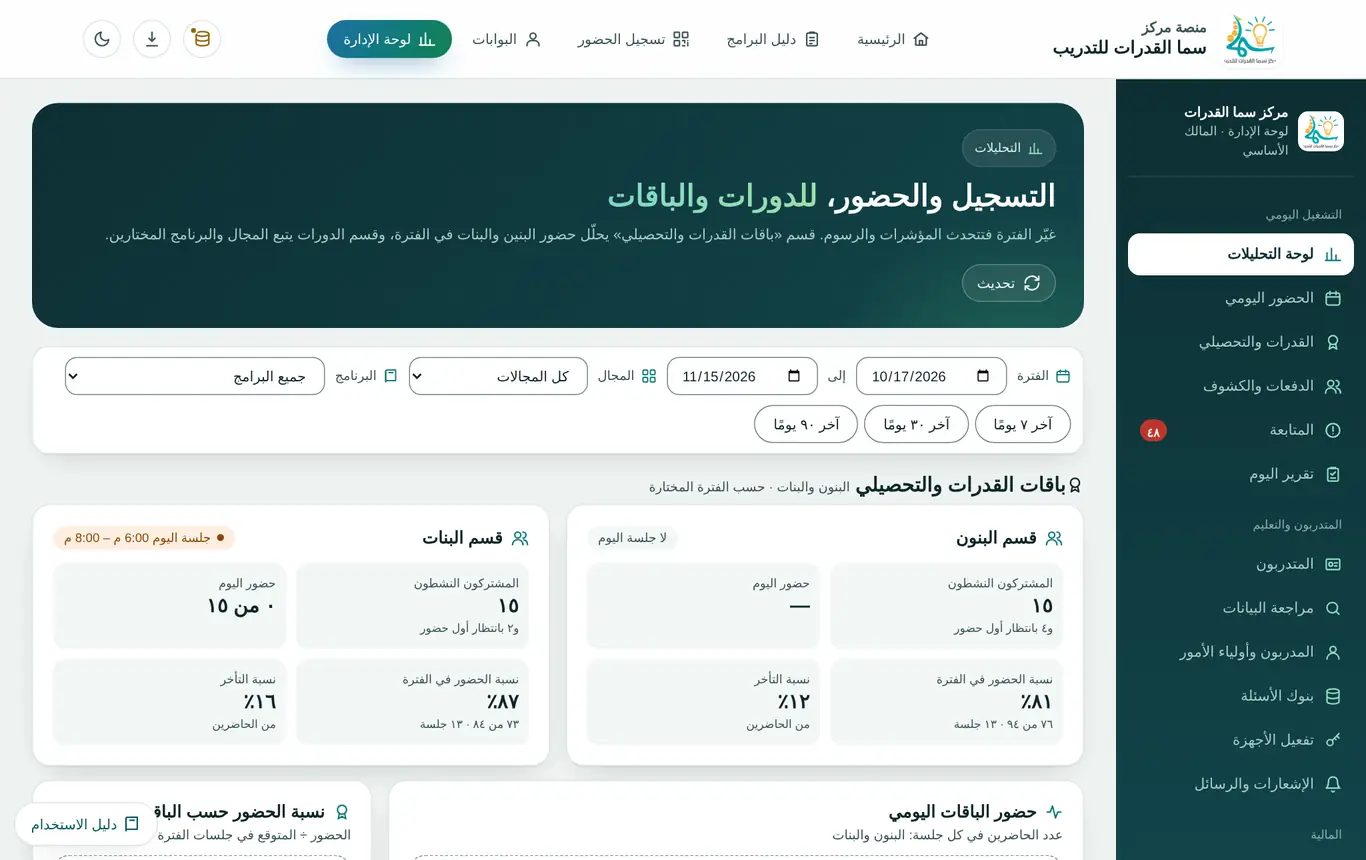 منصة مركز
سما القدرات للتدريب
الرئيسية
دليل البرامج
تسجيل الحضور
البوابات
لوحة الإدارة
مركز سما القدرات
لوحة الإدارة · المالك
الأساسي
التشغيل اليومي
لوحة التحليلات
الحضور اليومي
القدرات والتحصيلي
الدفعات والكشوف
المتابعة
٤٨
تقرير اليوم
المتدربون والتعليم
المتدربون
مراجعة البيانات
المدربون وأولياء الأمور
بنوك الأسئلة
تفعيل الأجهزة
الإشعارات والرسائل
المالية
التحليلات
التسجيل والحضور، للدورات والباقات
غيّر الفترة فتتحدث المؤشرات والرسوم. قسم «باقات القدرات والتحصيلي» يحلّل حضور البنين والبنات في الفترة، وقسم الدورات يتبع المجال والبرنامج المختارين.
تحديث
الفترة
10/17/2026
إلى
11/15/2026
المجال
كل المجالات
البرنامج
جميع البرامج
آخر ٧ يومًا
آخر ٣٠ يومًا
آخر ٩٠ يومًا
باقات القدرات والتحصيلي البنون والبنات · حسب الفترة المختارة
قسم البنون
لا جلسة اليوم
المشتركون النشطون
١٥
و٤ بانتظار أول حضور
حضور اليوم
—
نسبة الحضور في الفترة
٨١٪
٧٦ من ٩٤ · ١٣ جلسة
نسبة التأخر
١٢٪
من الحاضرين
قسم البنات
جلسة اليوم 6:00 م – 8:00 م
المشتركون النشطون
١٥
و٢ بانتظار أول حضور
حضور اليوم
٠ من ١٥
نسبة الحضور في الفترة
٨٧٪
٧٣ من ٨٤ · ١٣ جلسة
نسبة التأخر
١٦٪
من الحاضرين
حضور الباقات اليومي
عدد الحاضرين في كل جلسة: البنون والبنات
نسبة الحضور حسب
الحضور ÷ المتوقع في جلسات الفترة
دليل الاستخدام